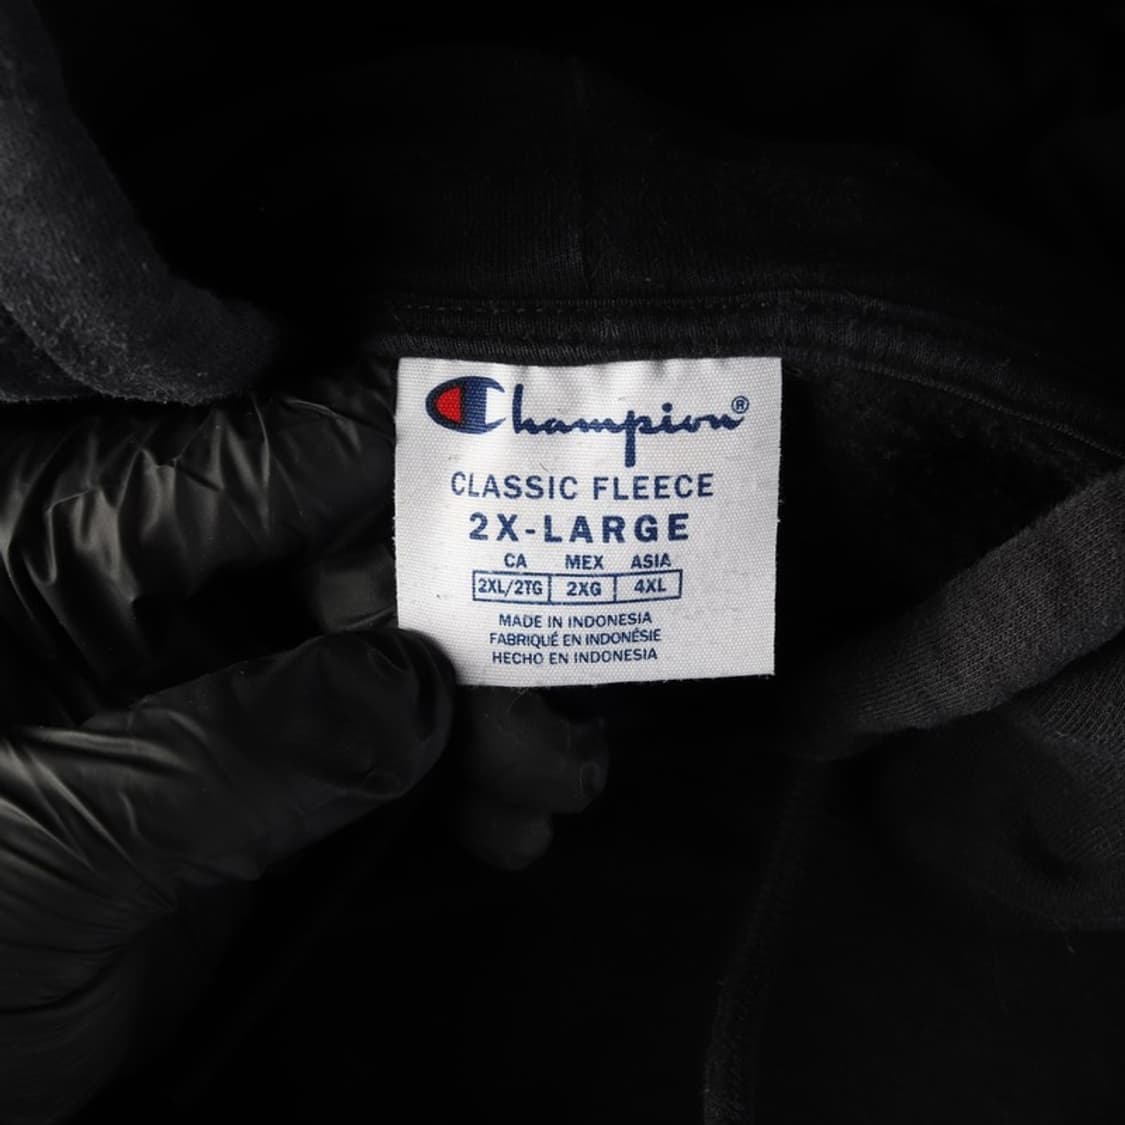 Champion®
CLASSIC FLEECE
2X-LARGE
CA MEX ASIA
2XL/2TG 2XG 4XL
MADE IN INDONESIA
FABRIQUÉ EN INDONÉSIE
HECHO EN INDONESIA